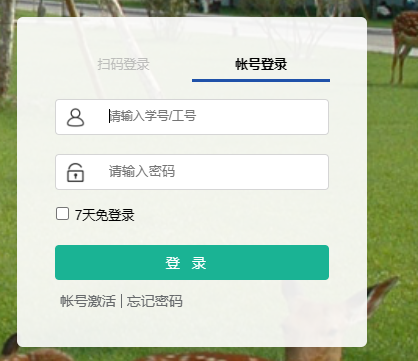 扫码登录 帐号登录
请输入学号/工号
请输入密码
7天免登录
登 录
帐号激活 | 忘记密码